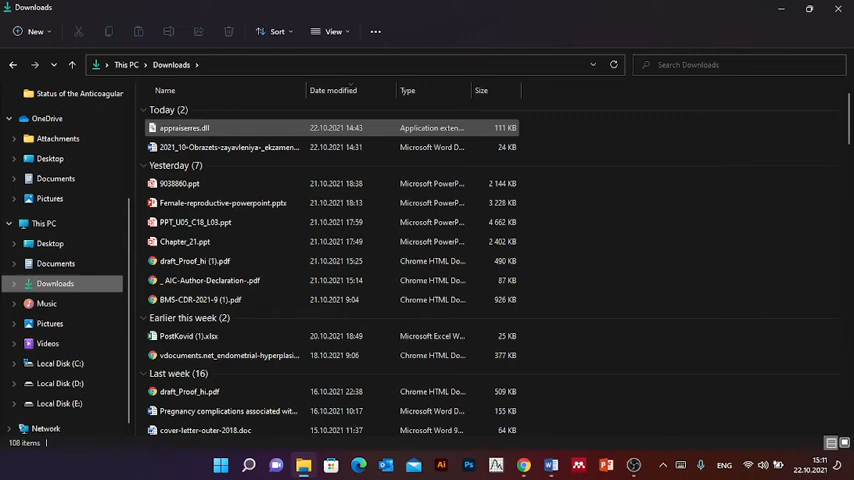 Downloads
New
Sort
View
This PC
Downloads
Search Downloads
Name
Date modified
Type
Size
Status of the Anticoagular
OneDrive
Attachments
Desktop
Documents
Pictures
This PC
Desktop
Documents
Downloads
Music
Pictures
Videos
Local Disk (C:)
Local Disk (D:)
Local Disk (E:)
Network
Today (2)
appraiserres.dll 22.10.2021 14:43 Application exten... 111 KB
2021_10-Obrazets-zayavleniya-_ekzamen... 22.10.2021 14:31 Microsoft Word D... 24 KB
Yesterday (7)
9038860.ppt 21.10.2021 18:38 Microsoft PowerP... 2 144 KB
Female-reproductive-powerpoint.pptx 21.10.2021 18:13 Microsoft PowerP... 3 228 KB
PPT_U05_C18_L03.ppt 21.10.2021 17:59 Microsoft PowerP... 4 662 KB
Chapter_21.ppt 21.10.2021 17:49 Microsoft PowerP... 2 402 KB
draft_Proof_hi (1).pdf 21.10.2021 15:25 Chrome HTML Do... 490 KB
_ AIC-Author-Declaration-.pdf 21.10.2021 15:14 Chrome HTML Do... 87 KB
BMS-CDR-2021-9 (1).pdf 21.10.2021 9:04 Chrome HTML Do... 926 KB
Earlier this week (2)
PostKovid (1).xlsx 20.10.2021 18:49 Microsoft Excel W... 25 KB
vdocuments.net_endometrial-hyperplasi... 18.10.2021 9:06 Chrome HTML Do... 377 KB
Last week (16)
draft_Proof_hi.pdf 16.10.2021 22:38 Chrome HTML Do... 509 KB
Pregnancy complications associated wit... 16.10.2021 10:17 Microsoft Word D... 155 KB
cover-letter-outer-2018.doc 15.10.2021 11:37 Microsoft Word 9... 64 KB
108 items
Ai
Ps
ENG
15:11
22.10.2021